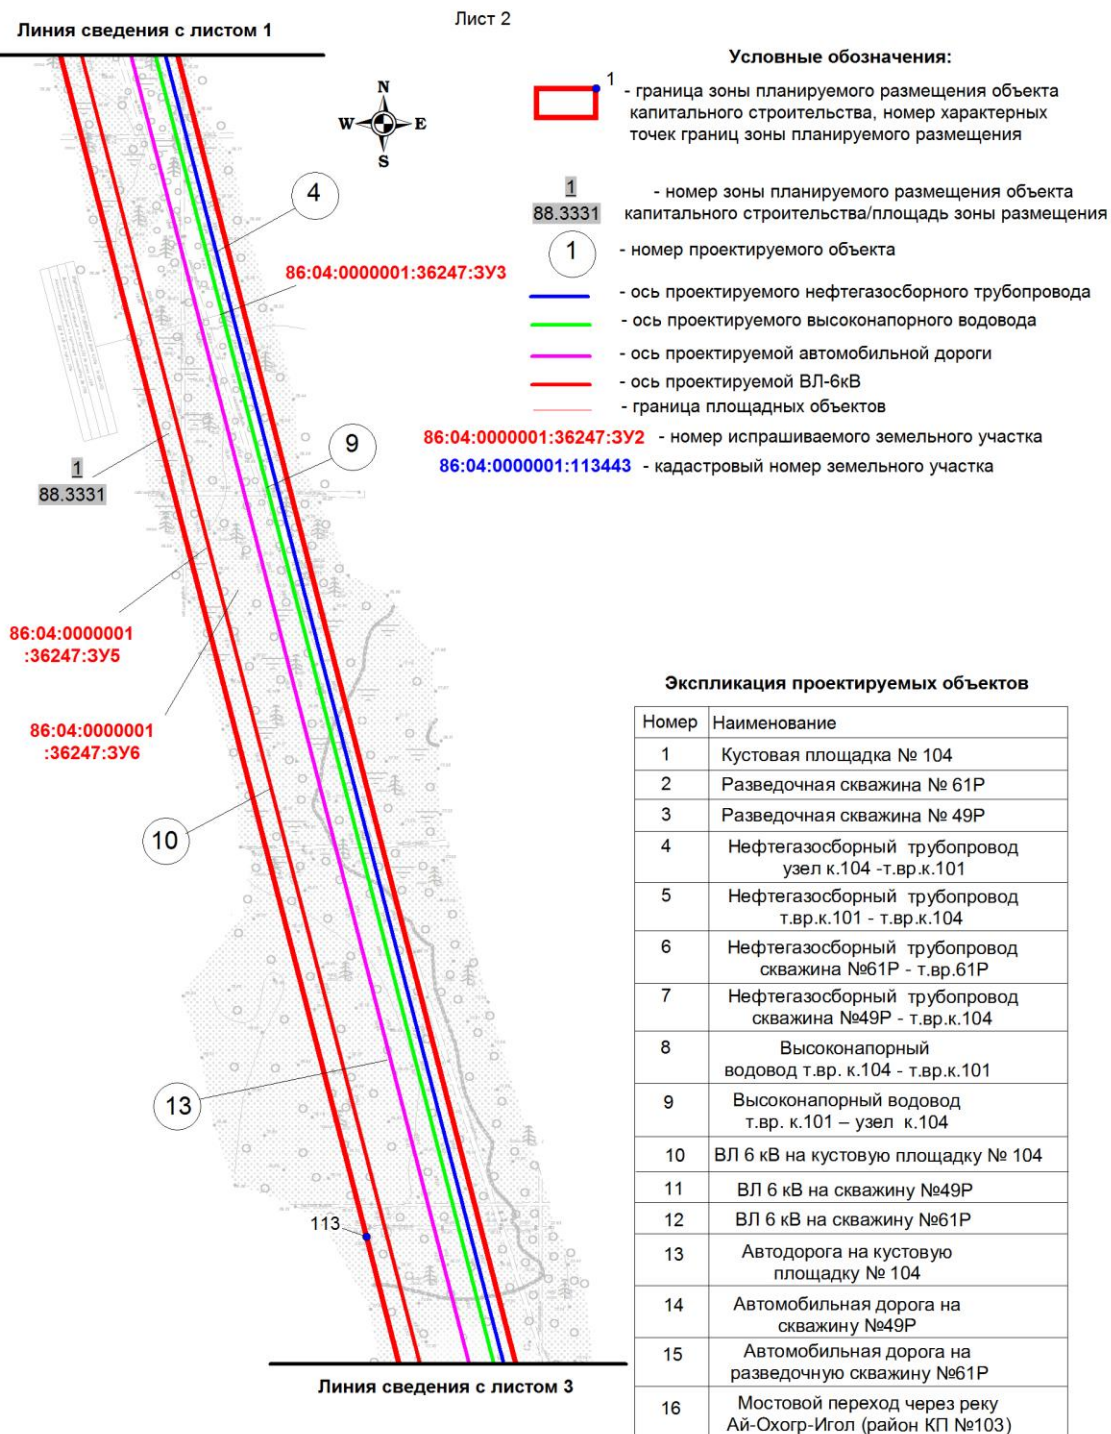 Лист 2
Линия сведения с листом 1
N
W
E
S
4
86:04:0000001:36247:ЗУ3
9
1
88.3331
86:04:0000001
:36247:ЗУ5
86:04:0000001
:36247:ЗУ6
10
13
113
Линия сведения с листом 3
Условные обозначения:
1
- граница зоны планируемого размещения объекта
капитального строительства, номер характерных
точек границ зоны планируемого размещения
1
88.3331
- номер зоны планируемого размещения объекта
капитального строительства/площадь зоны размещения
1
- номер проектируемого объекта
- ось проектируемого нефтегазосборного трубопровода
- ось проектируемого высоконапорного водовода
- ось проектируемой автомобильной дороги
- ось проектируемой ВЛ-6кВ
- граница площадных объектов
86:04:0000001:36247:ЗУ2 - номер испрашиваемого земельного участка
86:04:0000001:113443 - кадастровый номер земельного участка
Экспликация проектируемых объектов
Номер Наименование
1 Кустовая площадка № 104
2 Разведочная скважина № 61Р
3 Разведочная скважина № 49Р
4 Нефтегазосборный трубопровод
узел к.104 -т.вр.к.101
5 Нефтегазосборный трубопровод
т.вр.к.101 - т.вр.к.104
6 Нефтегазосборный трубопровод
скважина №61Р - т.вр.61Р
7 Нефтегазосборный трубопровод
скважина №49Р - т.вр.к.104
8 Высоконапорный
водовод т.вр. к.104 - т.вр.к.101
9 Высоконапорный водовод
т.вр. к.101 – узел к.104
10 ВЛ 6 кВ на кустовую площадку № 104
11 ВЛ 6 кВ на скважину №49Р
12 ВЛ 6 кВ на скважину №61Р
13 Автодорога на кустовую
площадку № 104
14 Автомобильная дорога на
скважину №49Р
15 Автомобильная дорога на
разведочную скважину №61Р
16 Мостовой переход через реку
Ай-Охогр-Игол (район КП №103)